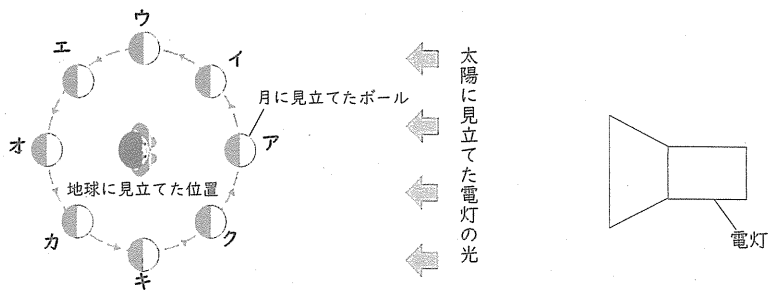 ウ
エ
イ
月に見立てたボール
オ
ア
地球に見立てた位置
カ
ク
キ
太陽に見立てた電灯の光
電灯